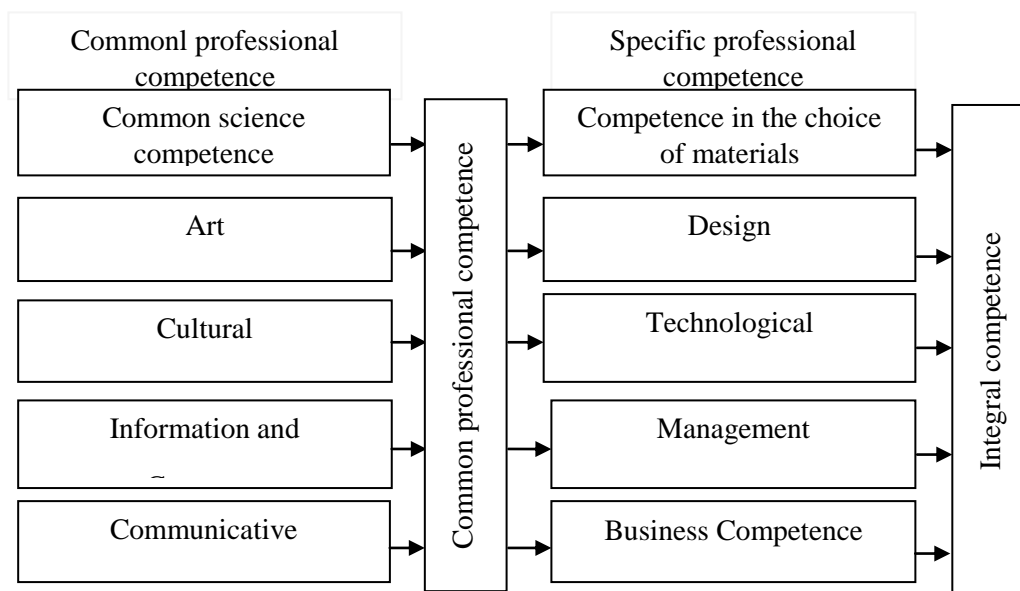 Commonl professional
competence
Common science
competence
Art
Cultural
Information and
Communicative
Common professional competence
Specific professional
competence
Competence in the choice
of materials
Design
Technological
Management
Business Competence
Integral competence